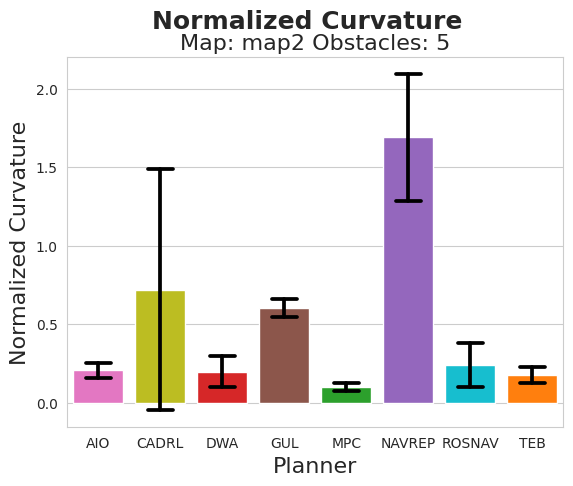 Normalized Curvature
Map: map2 Obstacles: 5
Normalized Curvature
2.0
1.5
1.0
0.5
0.0
AIO CADRL DWA GUL MPC NAVREP ROSNAV TEB
Planner